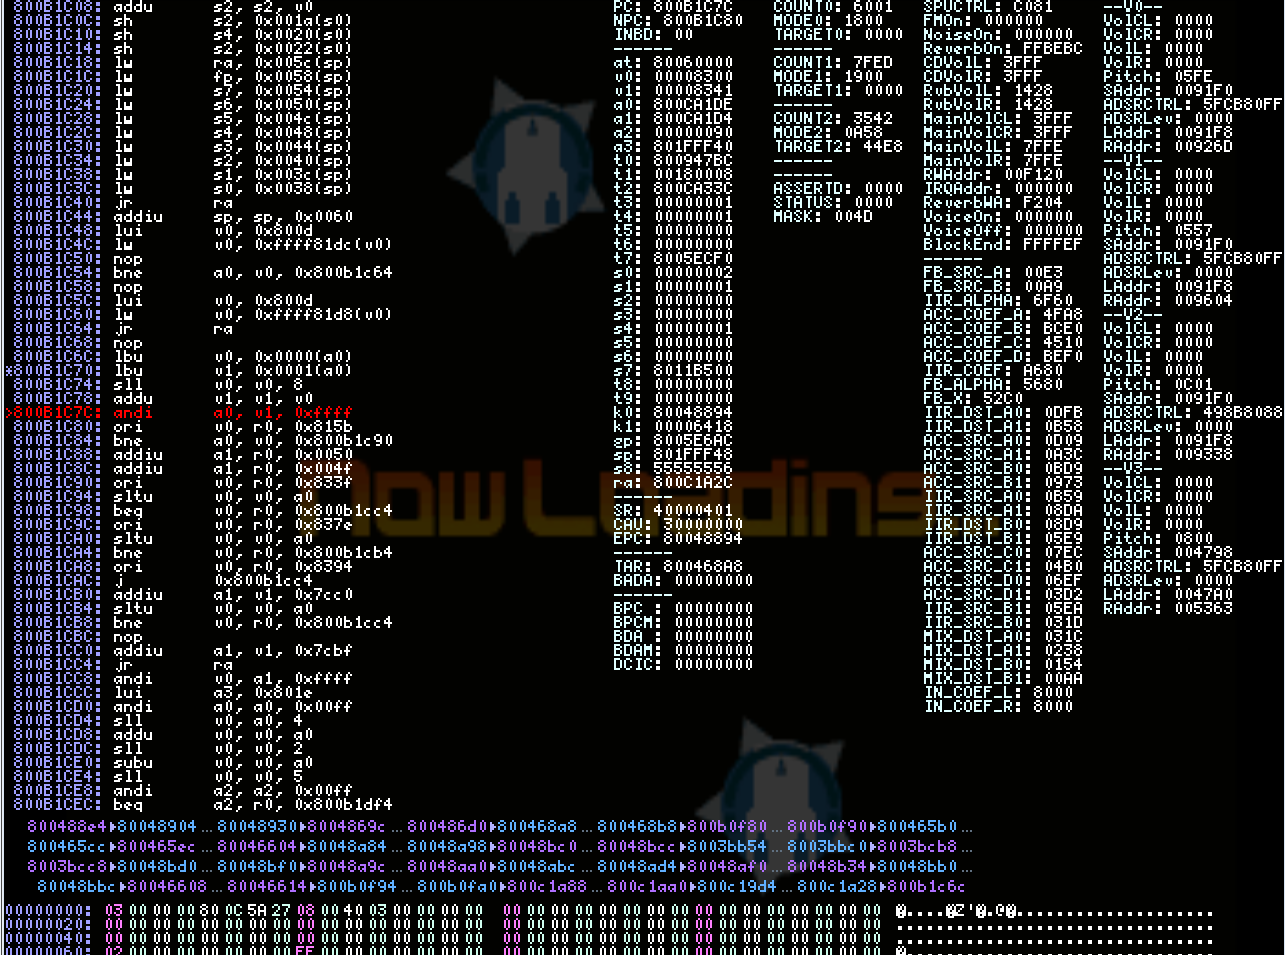 800B1C08: addu s2, s2, v0
800B1C0C: sh s3, 0x001a(s0)
800B1C10: sh s4, 0x0020(s0)
800B1C14: sh s2, 0x0022(s0)
800B1C18: lw ra, 0x005c(sp)
800B1C1C: lw fp, 0x0058(sp)
800B1C20: lw s7, 0x0054(sp)
800B1C24: lw s6, 0x0050(sp)
800B1C28: lw s5, 0x004c(sp)
800B1C2C: lw s4, 0x0048(sp)
800B1C30: lw s3, 0x0044(sp)
800B1C34: lw s2, 0x0040(sp)
800B1C38: lw s1, 0x003c(sp)
800B1C3C: lw s0, 0x0038(sp)
800B1C40: jr ra
800B1C44: addiu sp, sp, 0x0060
800B1C48: lui v0, 0x800d
800B1C4C: lw v0, 0xffff81dc(v0)
800B1C50: nop
800B1C54: bne a0, v0, 0x800b1c64
800B1C58: nop
800B1C5C: lui v0, 0x800d
800B1C60: lw v0, 0xffff81d8(v0)
800B1C64: jr ra
800B1C68: nop
800B1C6C: lbu v0, 0x0000(a0)
*800B1C70: lbu v1, 0x0001(a0)
800B1C74: sll v0, v0, 8
800B1C78: addu v1, v1, v0
>800B1C7C: andi a0, v1, 0xffff
800B1C80: ori v0, r0, 0x815b
800B1C84: bne a0, v0, 0x800b1c90
800B1C88: addiu a1, r0, 0x0050
800B1C8C: addiu a1, r0, 0x004f
800B1C90: ori v0, r0, 0x833f
800B1C94: sltu v0, v0, a0
800B1C98: beq v0, r0, 0x800b1cc4
800B1C9C: ori v0, r0, 0x837e
800B1CA0: sltu v0, v0, a0
800B1CA4: bne v0, r0, 0x800b1cb4
800B1CA8: ori v0, r0, 0x8394
800B1CAC: j 0x800b1cc4
800B1CB0: addiu a1, v1, 0x7cc0
800B1CB4: sltu v0, v0, a0
800B1CB8: bne v0, r0, 0x800b1cc4
800B1CBC: nop
800B1CC0: addiu a1, v1, 0x7cbf
800B1CC4: jr ra
800B1CC8: andi v0, a1, 0xffff
800B1CCC: lui a3, 0x801e
800B1CD0: andi a0, a0, 0x00ff
800B1CD4: sll v0, a0, 4
800B1CD8: addu v0, v0, a0
800B1CDC: sll v0, v0, 2
800B1CE0: subu v0, v0, a0
800B1CE4: sll v0, v0, 5
800B1CE8: andi a2, a2, 0x00ff
800B1CEC: beq a2, r0, 0x800b1df4
PC: 800B1C7C
NPC: 800B1C80
INBD: 00
------
at: 80060000
v0: 00008300
v1: 00008341
a0: 800CA1DE
a1: 800CA1D4
a2: 00000090
a3: 801FFF40
t0: 800947BC
t1: 00180008
t2: 800CA33C
t3: 00000001
t4: 00000001
t5: 00000000
t6: 00000000
t7: 8005ECF0
s0: 00000002
s1: 00000001
s2: 00000000
s3: 00000000
s4: 00000001
s5: 00000000
s6: 00000000
s7: 8011B500
t8: 00000000
t9: 00000000
k0: 80048894
k1: 00006418
gp: 8005E6AC
sp: 801FFF48
s8: 55555556
ra: 800C1A2C
------
SR: 40000401
CAU: 30000000
EPC: 80048894
------
TAR: 800468A8
BADA: 00000000
------
BPC : 00000000
BPCM: 00000000
BDA : 00000000
BDAM: 00000000
DCIC: 00000000
COUNT0: 6001
MODE0: 1800
TARGET0: 0000
------
COUNT1: 7FED
MODE1: 1900
TARGET1: 0000
------
COUNT2: 3542
MODE2: 0A58
TARGET2: 44E8
------
------
ASSERTD: 0000
STATUS: 0000
MASK: 004D
SPUCTRL: C081
FMOn: 000000
NoiseOn: 000000
ReverbOn: FFBEBC
CDVolL: 3FFF
CDVolR: 3FFF
RvbVolL: 1428
RvbVolR: 1428
MainVolCL: 3FFF
MainVolCR: 3FFF
MainVolL: 7FFE
MainVolR: 7FFE
RWAddr: 00F120
IRQAddr: 000000
ReverbWA: F204
VoiceOn: 000000
VoiceOff: 000000
BlockEnd: FFFFEF
------
FB_SRC_A: 00E3
FB_SRC_B: 00A9
IIR_ALPHA: 6F60
ACC_COEF_A: 4FA8
ACC_COEF_B: BCE0
ACC_COEF_C: 4510
ACC_COEF_D: BEF0
IIR_COEF: A680
FB_ALPHA: 5680
FB_X: 52C0
IIR_DST_A0: 0DFB
IIR_DST_A1: 0B58
ACC_SRC_A0: 0D09
ACC_SRC_A1: 0A3C
ACC_SRC_B0: 0BD9
ACC_SRC_B1: 0973
IIR_SRC_A0: 0B59
IIR_SRC_A1: 08DA
IIR_DST_B0: 08D9
IIR_DST_B1: 05E9
ACC_SRC_C0: 07EC
ACC_SRC_C1: 04B0
ACC_SRC_D0: 06EF
ACC_SRC_D1: 03D2
IIR_SRC_B1: 05EA
IIR_SRC_B0: 031D
MIX_DST_A0: 031C
MIX_DST_A1: 0238
MIX_DST_B0: 0154
MIX_DST_B1: 00AA
IN_COEF_L: 8000
IN_COEF_R: 8000
--V0--
VolCL: 0000
VolCR: 0000
VolL: 0000
VolR: 0000
Pitch: 05FE
SAddr: 0091F0
ADSRCTRL: 5FCB80FF
ADSRLev: 0000
LAddr: 0091F8
RAddr: 00926D
--V1--
VolCL: 0000
VolCR: 0000
VolL: 0000
VolR: 0000
Pitch: 0557
SAddr: 0091F0
ADSRCTRL: 5FCB80FF
ADSRLev: 0000
LAddr: 0091F8
RAddr: 009604
--V2--
VolCL: 0000
VolCR: 0000
VolL: 0000
VolR: 0000
Pitch: 0C01
SAddr: 0091F0
ADSRCTRL: 498B8083
ADSRLev: 0000
LAddr: 0091F8
RAddr: 009338
--V3--
VolCL: 0000
VolCR: 0000
VolL: 0000
VolR: 0000
Pitch: 0800
SAddr: 004798
ADSRCTRL: 5FCB80FF
ADSRLev: 0000
LAddr: 0047A0
RAddr: 005363
Now Loading...
800488e4▸80048904 … 80048930▸8004869c … 800486d0▸800468a8 … 800468b8▸800b0f80 … 800b0f90▸800465b0 …
800465cc▸800465ec … 80046604▸80048a84 … 80048a98▸80048bc0 … 80048bcc▸8003bb54 … 8003bbc0▸8003bcb8 …
8003bcc8▸80048bd0 … 80048bf0▸80048a9c … 80048aa0▸80048abc … 80048ad4▸80048af0 … 80048b34▸80048bb0 …
80048bbc▸80046608 … 80046614▸800b0f94 … 800b0fa0▸800c1a88 … 800c1aa0▸800c19d4 … 800c1a28▸800b1c6c
00000000: 03 00 00 00 80 0C 5A 27 08 00 40 03 00 00 00 00 00 00 00 00 00 00 00 00 00 00 00 00 00 00 00 00
20: 00 00 00 00 00 00 00 00 00 00 00 00 00 00 00 00 00 00 00 00 00 00 00 00 00 00 00 00 00 00 00 00
40: 00 00 00 00 00 00 00 00 00 00 00 00 00 00 00 00 00 00 00 00 00 00 00 00 00 00 00 00 00 00 00 00